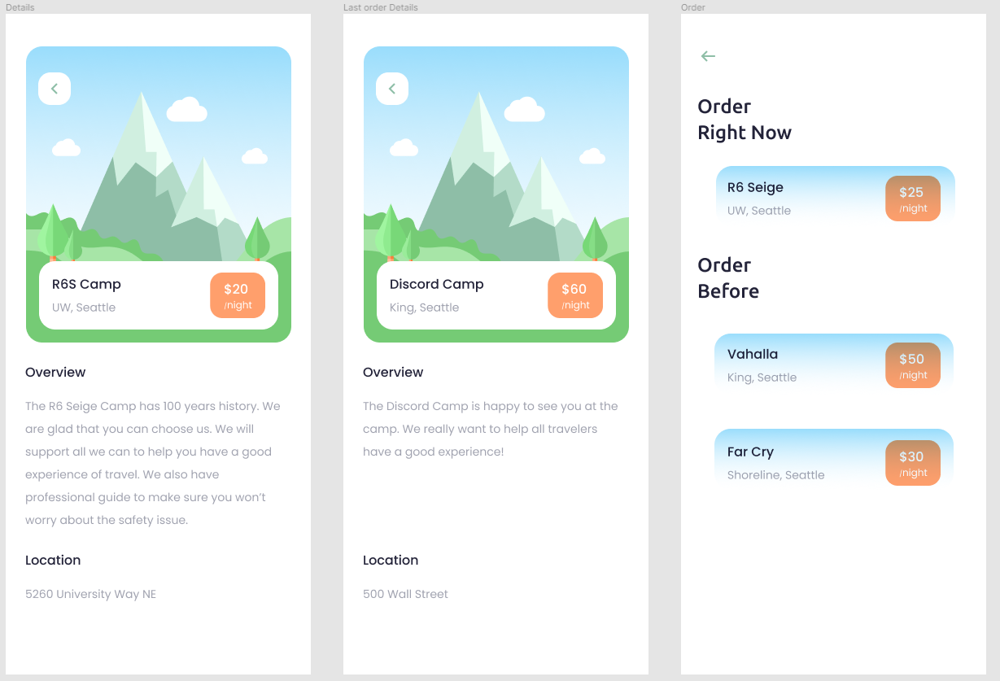 Details
R6S Camp
UW, Seattle
$20
/night
Overview
The R6 Seige Camp has 100 years history. We
are glad that you can choose us. We will
support all we can to help you have a good
experience of travel. We also have
professional guide to make sure you won't
worry about the safety issue.
Location
5260 University Way NE
Last order Details
Discord Camp
King, Seattle
$60
/night
Overview
The Discord Camp is happy to see you at the
camp. We really want to help all travelers
have a good experience!
Location
500 Wall Street
Order
Order
Right Now
R6 Seige
UW, Seattle
$25
/night
Order
Before
Vahalla
King, Seattle
$50
/night
Far Cry
Shoreline, Seattle
$30
/night